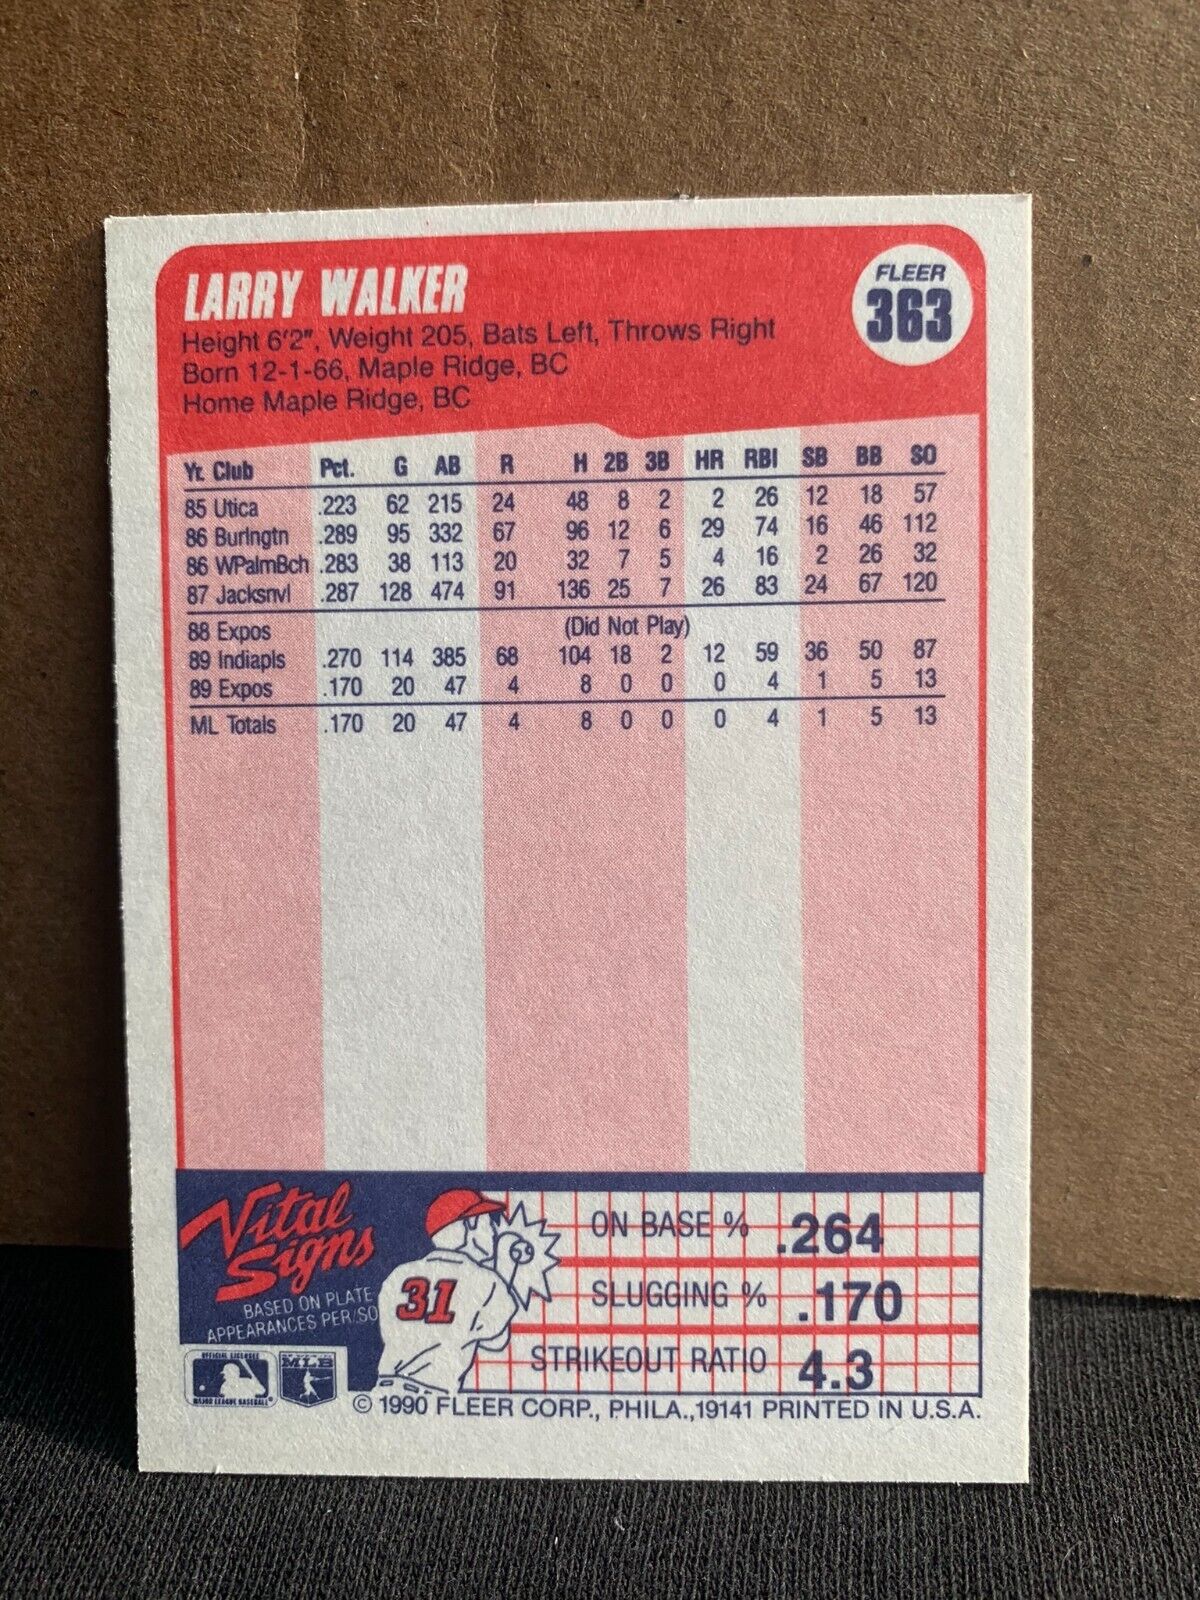 LARRY WALKER
FLEER
363
Height 6'2", Weight 205, Bats Left, Throws Right
Born 12-1-66, Maple Ridge, BC
Home Maple Ridge, BC
Yr. Club Pct. G AB R H 2B 3B HR RBI SB BB SO
85 Utica .223 62 215 24 48 8 2 2 26 12 18 57
86 Burlngtn .289 95 332 67 96 12 6 29 74 16 46 112
86 WPalmBch .283 38 113 20 32 7 5 4 16 2 26 32
87 Jacksnvl .287 128 474 91 136 25 7 26 83 24 67 120
88 Expos (Did Not Play)
89 Indiapls .270 114 385 68 104 18 2 12 59 36 50 87
89 Expos .170 20 47 4 8 0 0 0 4 1 5 13
ML Totals .170 20 47 4 8 0 0 0 4 1 5 13
Vital
Signs
BASED ON PLATE
APPEARANCES PER/SO
31
ON BASE % .264
SLUGGING % .170
STRIKEOUT RATIO 4.3
OFFICIAL LICENSEE
MAJOR LEAGUE BASEBALL
MLB
© 1990 FLEER CORP., PHILA.,19141 PRINTED IN U.S.A.